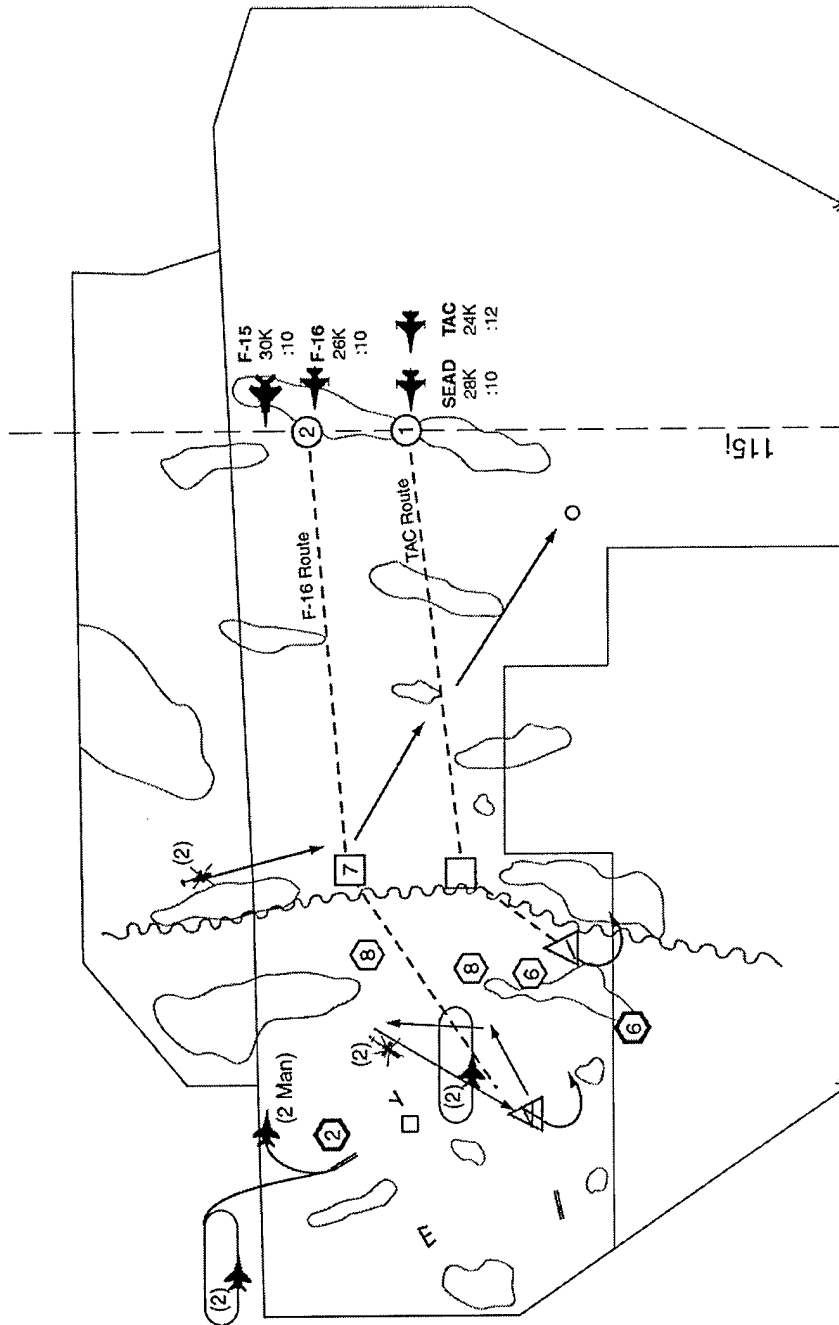 F-15
30K
:10
F-16
26K
:10
SEAD
28K
:10
TAC
24K
:12
2
1
F-16 Route
TAC Route
115¡
(2)
7
8
8
6
6
(2)
(2)
(2 Man)
2
(2)
E
I